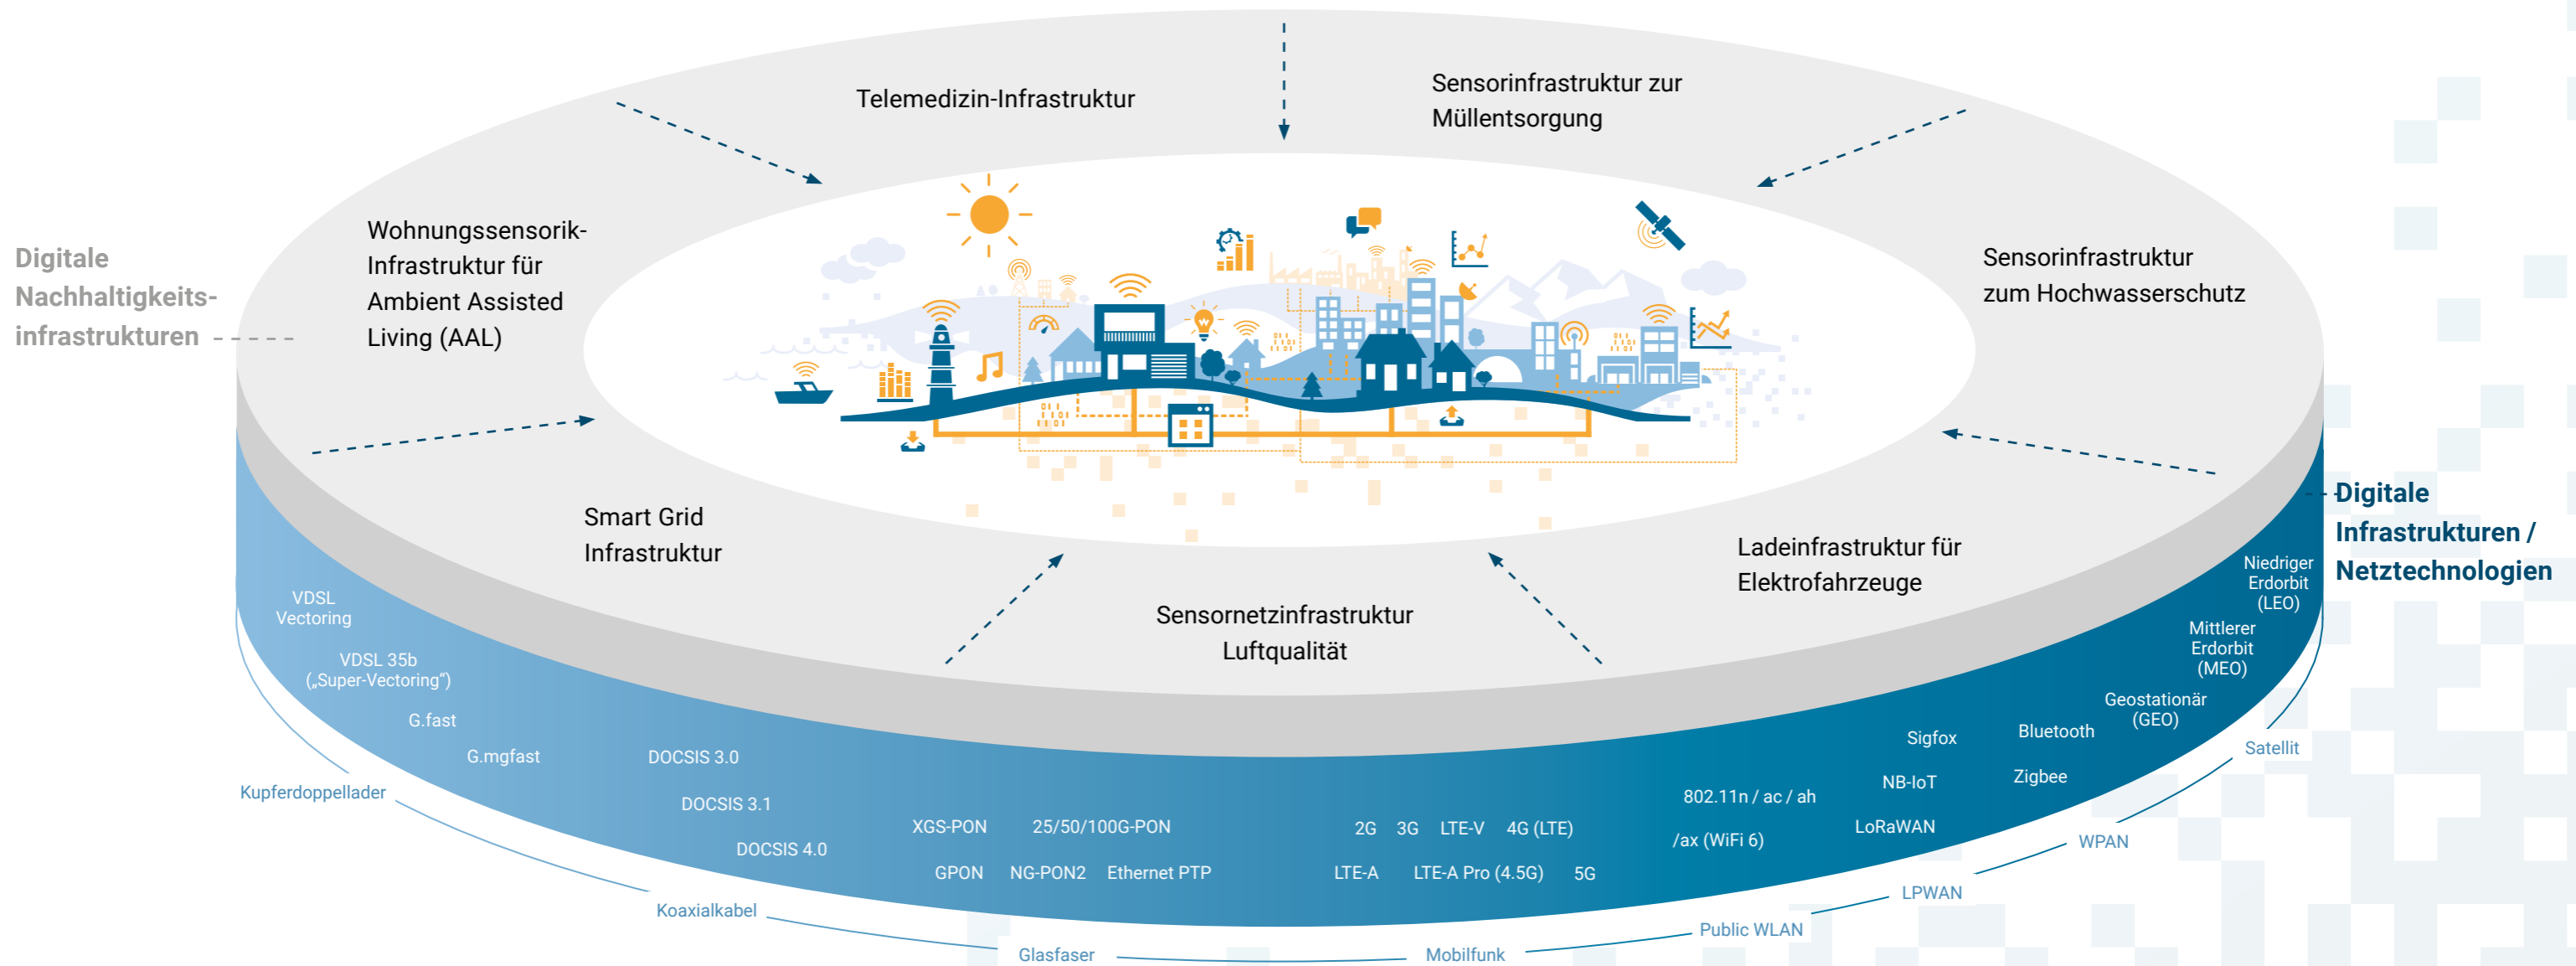 Telemedizin-Infrastruktur
Sensorinfrastruktur zur
Müllentsorgung
Digitale
Nachhaltigkeits-
infrastrukturen
Wohnungssensorik-
Infrastruktur für
Ambient Assisted
Living (AAL)
Sensorinfrastruktur
zum Hochwasserschutz
Smart Grid
Infrastruktur
Sensornetzinfrastruktur
Luftqualität
Ladeinfrastruktur für
Elektrofahrzeuge
Digitale
Infrastrukturen /
Netztechnologien
VDSL
Vectoring
VDSL 35b
(„Super-Vectoring“)
G.fast
G.mgfast
Kupferdoppellader
DOCSIS 3.0
DOCSIS 3.1
DOCSIS 4.0
Koaxialkabel
XGS-PON 25/50/100G-PON
GPON NG-PON2 Ethernet PTP
Glasfaser
2G 3G LTE-V 4G (LTE)
LTE-A LTE-A Pro (4.5G) 5G
Mobilfunk
802.11n / ac / ah
/ax (WiFi 6)
Public WLAN
Sigfox
NB-IoT
LoRaWAN
LPWAN
Bluetooth
Zigbee
WPAN
Niedriger
Erdorbit
(LEO)
Mittlerer
Erdorbit
(MEO)
Geostationär
(GEO)
Satellit